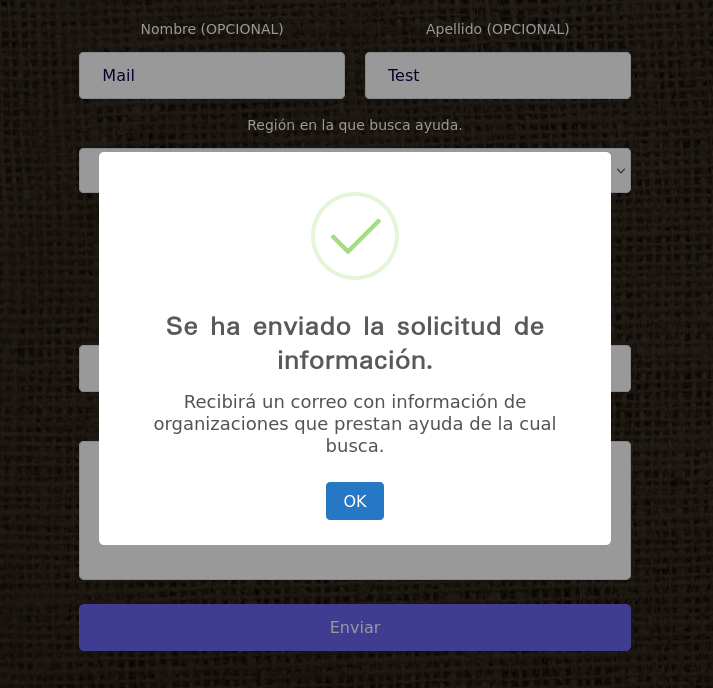 Nombre (OPCIONAL)
Apellido (OPCIONAL)
Mail
Test
Región en la que busca ayuda.
Se ha enviado la solicitud de
información.
Recibirá un correo con información de
organizaciones que prestan ayuda de la cual
busca.
OK
Enviar